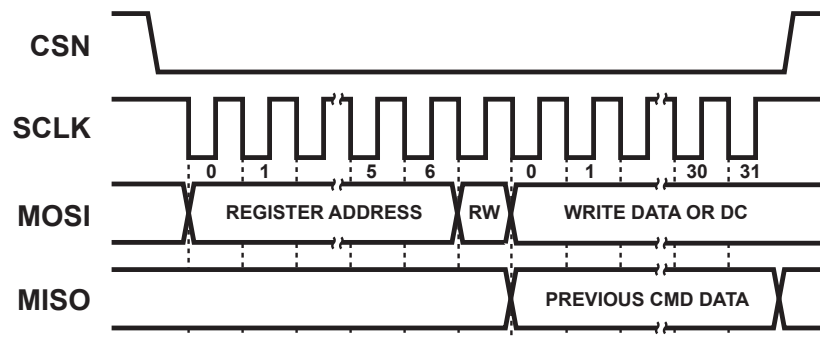 CSN
SCLK
0 1 5 6 0 1 30 31
MOSI REGISTER ADDRESS RW WRITE DATA OR DC
MISO PREVIOUS CMD DATA